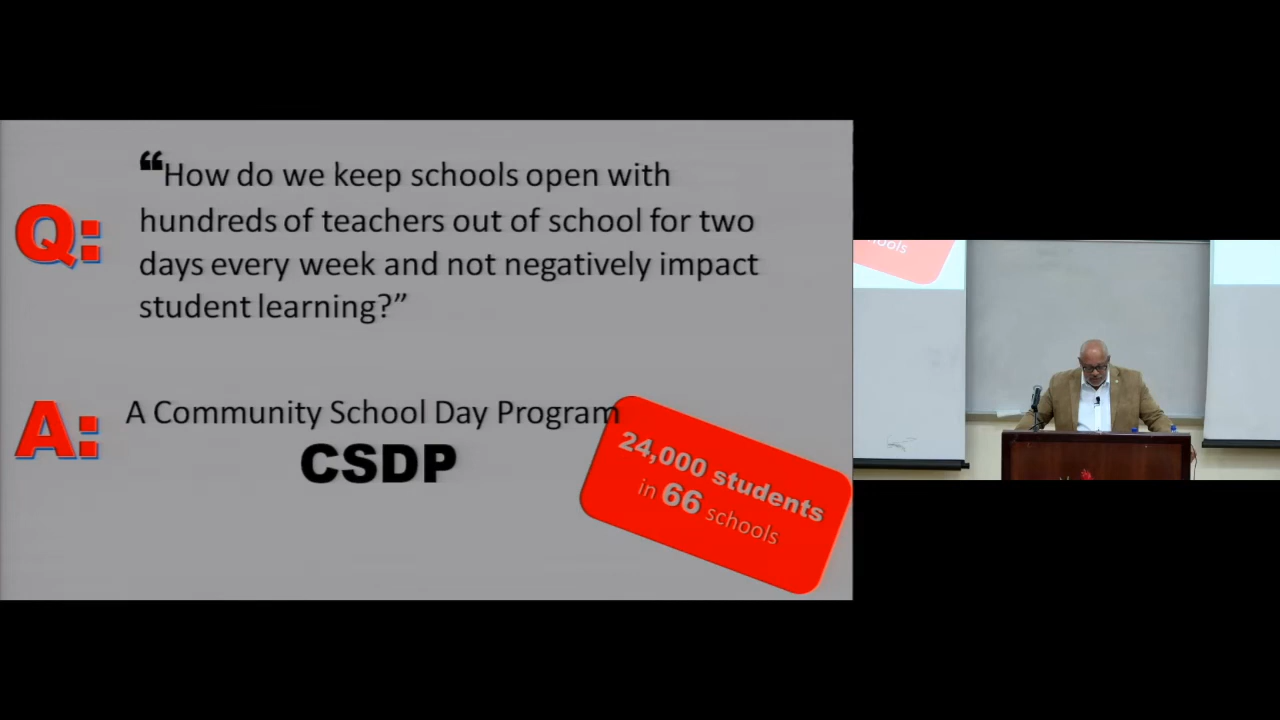 Q:
“How do we keep schools open with
hundreds of teachers out of school for two
days every week and not negatively impact
student learning?”
A:
A Community School Day Program
CSDP
24,000 students
in 66 schools
schools